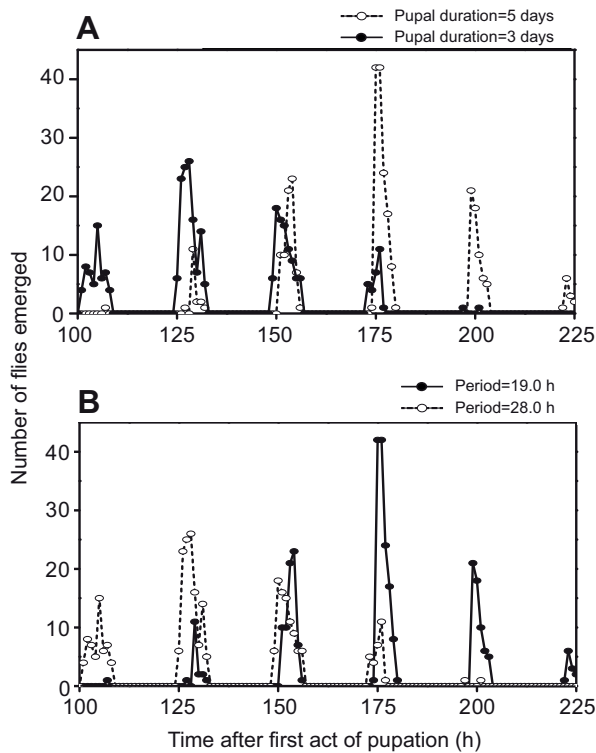 A
Pupal duration=5 days
Pupal duration=3 days
40
30
20
10
0
100 125 150 175 200 225
Number of flies emerged
B
Period=19.0 h
Period=28.0 h
40
30
20
10
0
100 125 150 175 200 225
Time after first act of pupation (h)